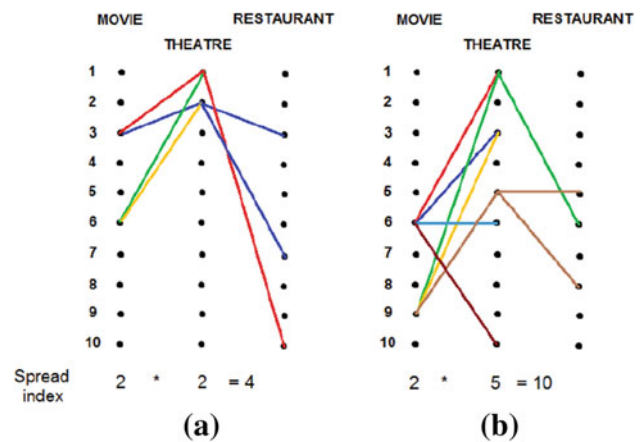 MOVIE RESTAURANT MOVIE RESTAURANT
THEATRE THEATRE
1 1
2 2
3 3
4 4
5 5
6 6
7 7
8 8
9 9
10 10
Spread index 2 * 2 = 4 2 * 5 = 10
(a) (b)